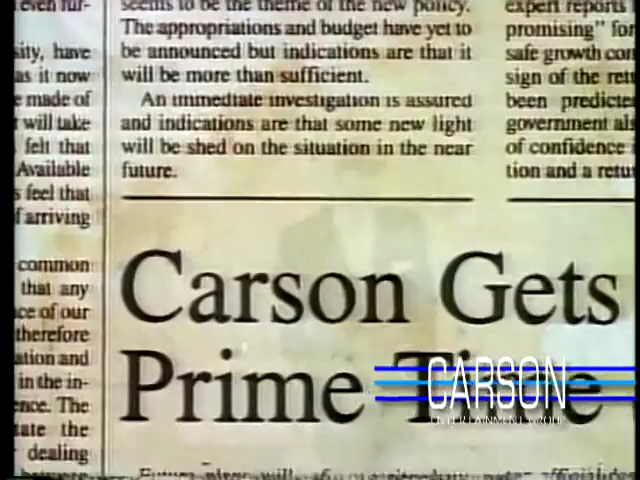 even fur-
sity, have
as it now
e made of
t will take
felt that
Available
s feel that
f arriving
common
that any
ce of our
therefore
ation and
in the in-
ence. The
tate the
dealing
seems to be the theme of the new policy.
The appropriations and budget have yet to
be announced but indications are that it
will be more than sufficient.
An immediate investigation is assured
and indications are that some new light
will be shed on the situation in the near
future.
Carson Gets
Prime Time
expert reports
promising" for
safe growth con
sign of the retu
been predicte
government als
of confidence
tion and a retu
CARSON
ENTERTAINMENT GROUP